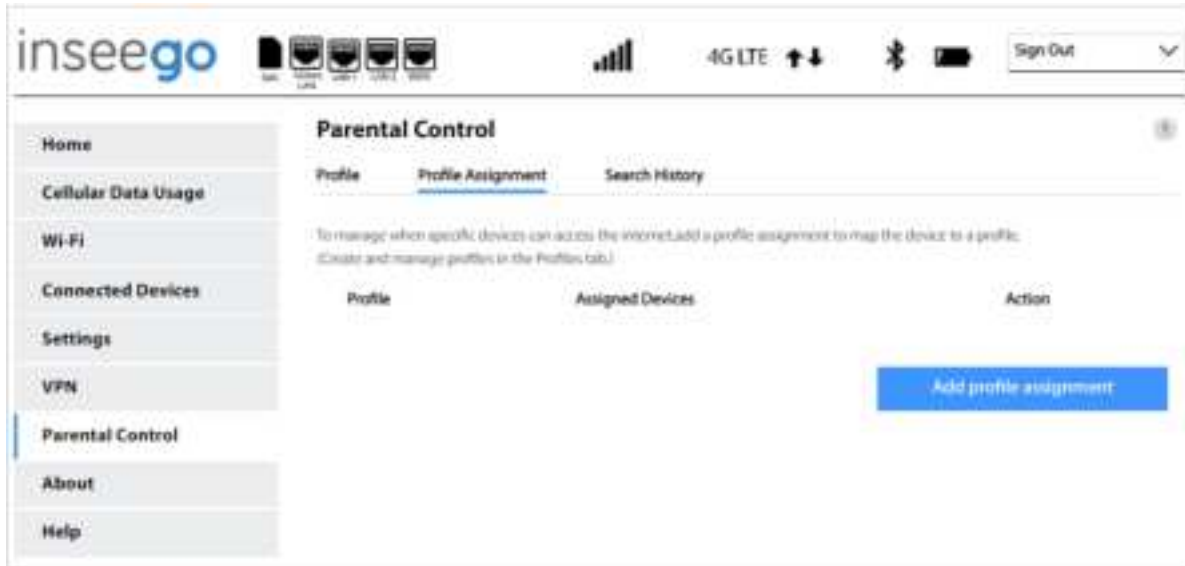 inseego
4G LTE
Sign Out
Home
Cellular Data Usage
Wi-Fi
Connected Devices
Settings
VPN
Parental Control
About
Help
Parental Control
Profile Profile Assignment Search History
To manage when specific devices can access the internet,add a profile assignment to map the device to a profile.
(Create and manage profiles in the Profiles tab.)
Profile Assigned Devices Action
Add profile assignment